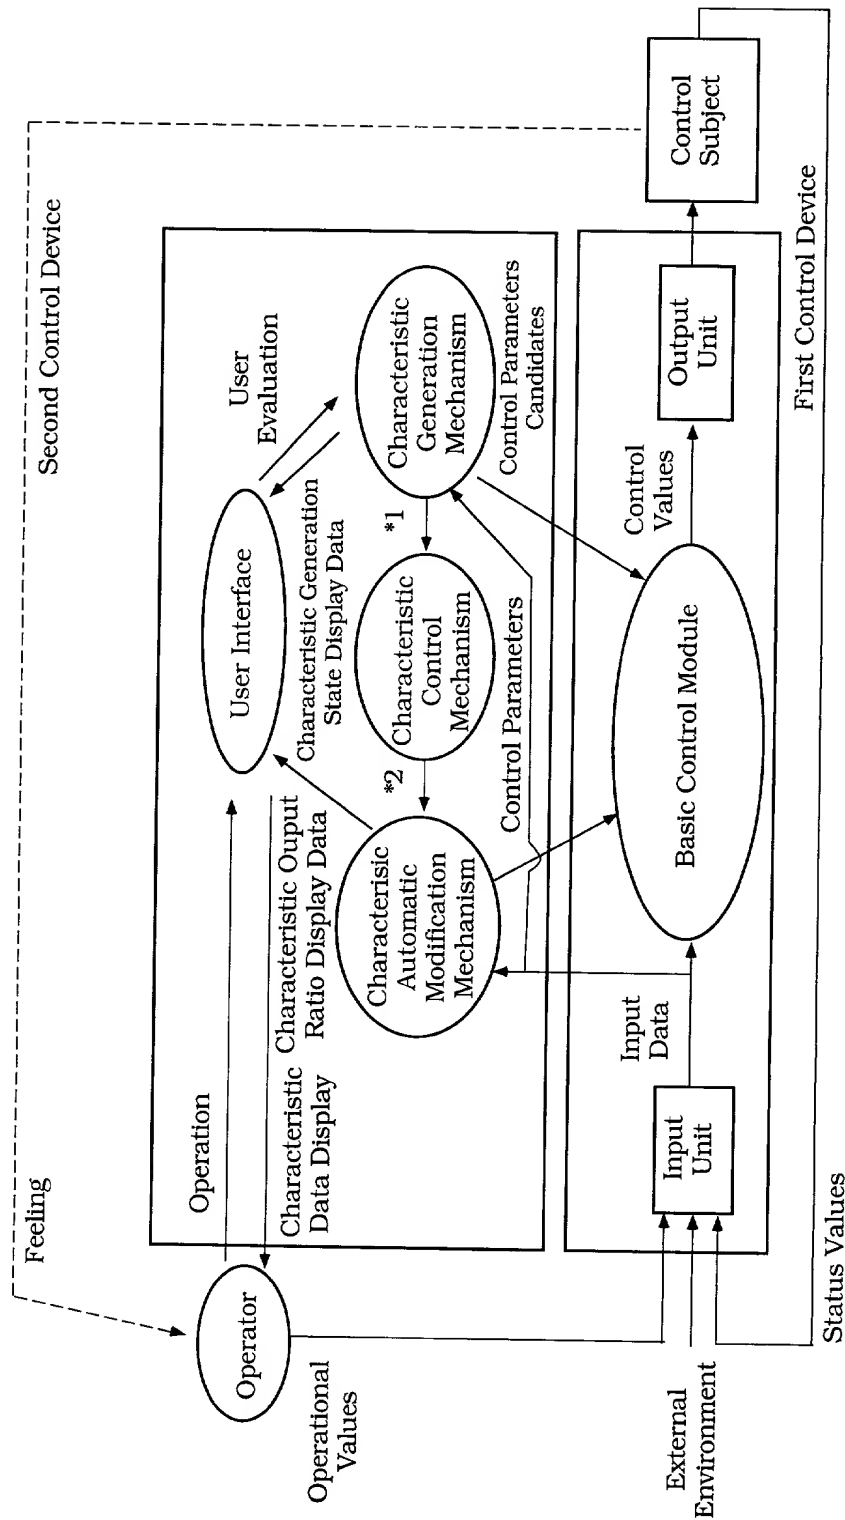 Second Control Device
Feeling
Operation
User
Evaluation
User Interface
Operator
Characteristic
Data Display
Characteristic Ouput
Ratio Display Data
Characteristic Generation
State Display Data
Characterisic
Automatic
Modification
Mechanism
*2
Characteristic
Control
Mechanism
*1
Characteristic
Generation
Mechanism
Operational
Values
Control Parameters
Control Parameters
Candidates
Input
Data
Control
Values
External
Environment
Input
Unit
Basic Control Module
Output
Unit
Control
Subject
Status Values
First Control Device